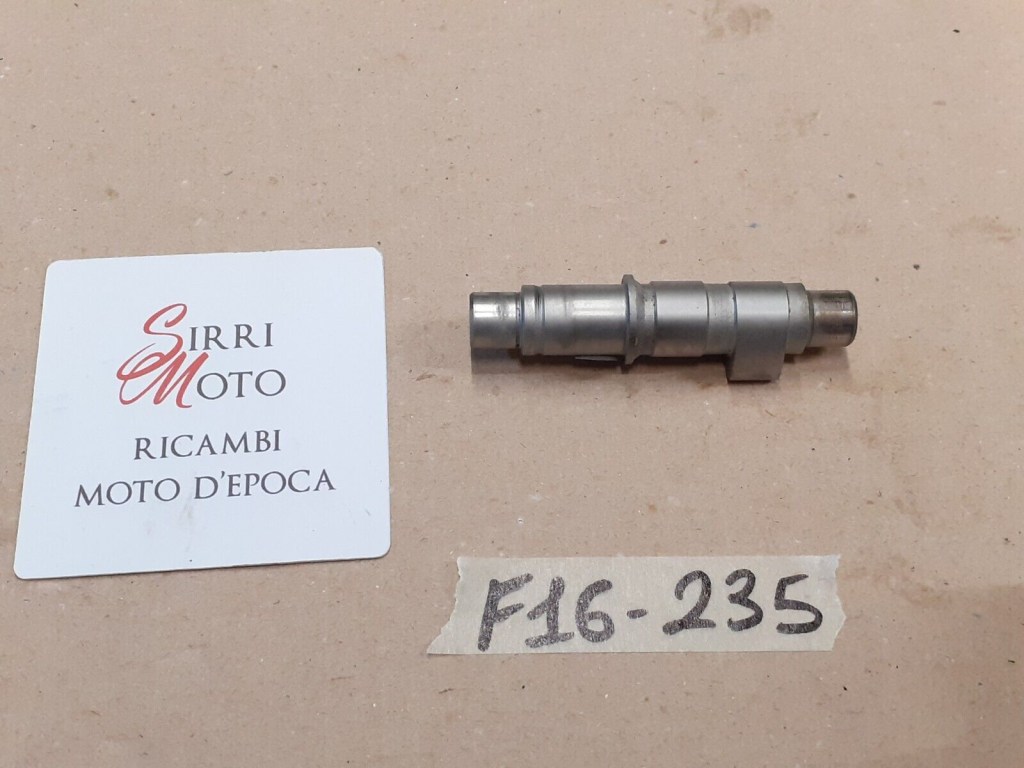 SIRRI
MOTO
RICAMBI
MOTO D'EPOCA
F16-235